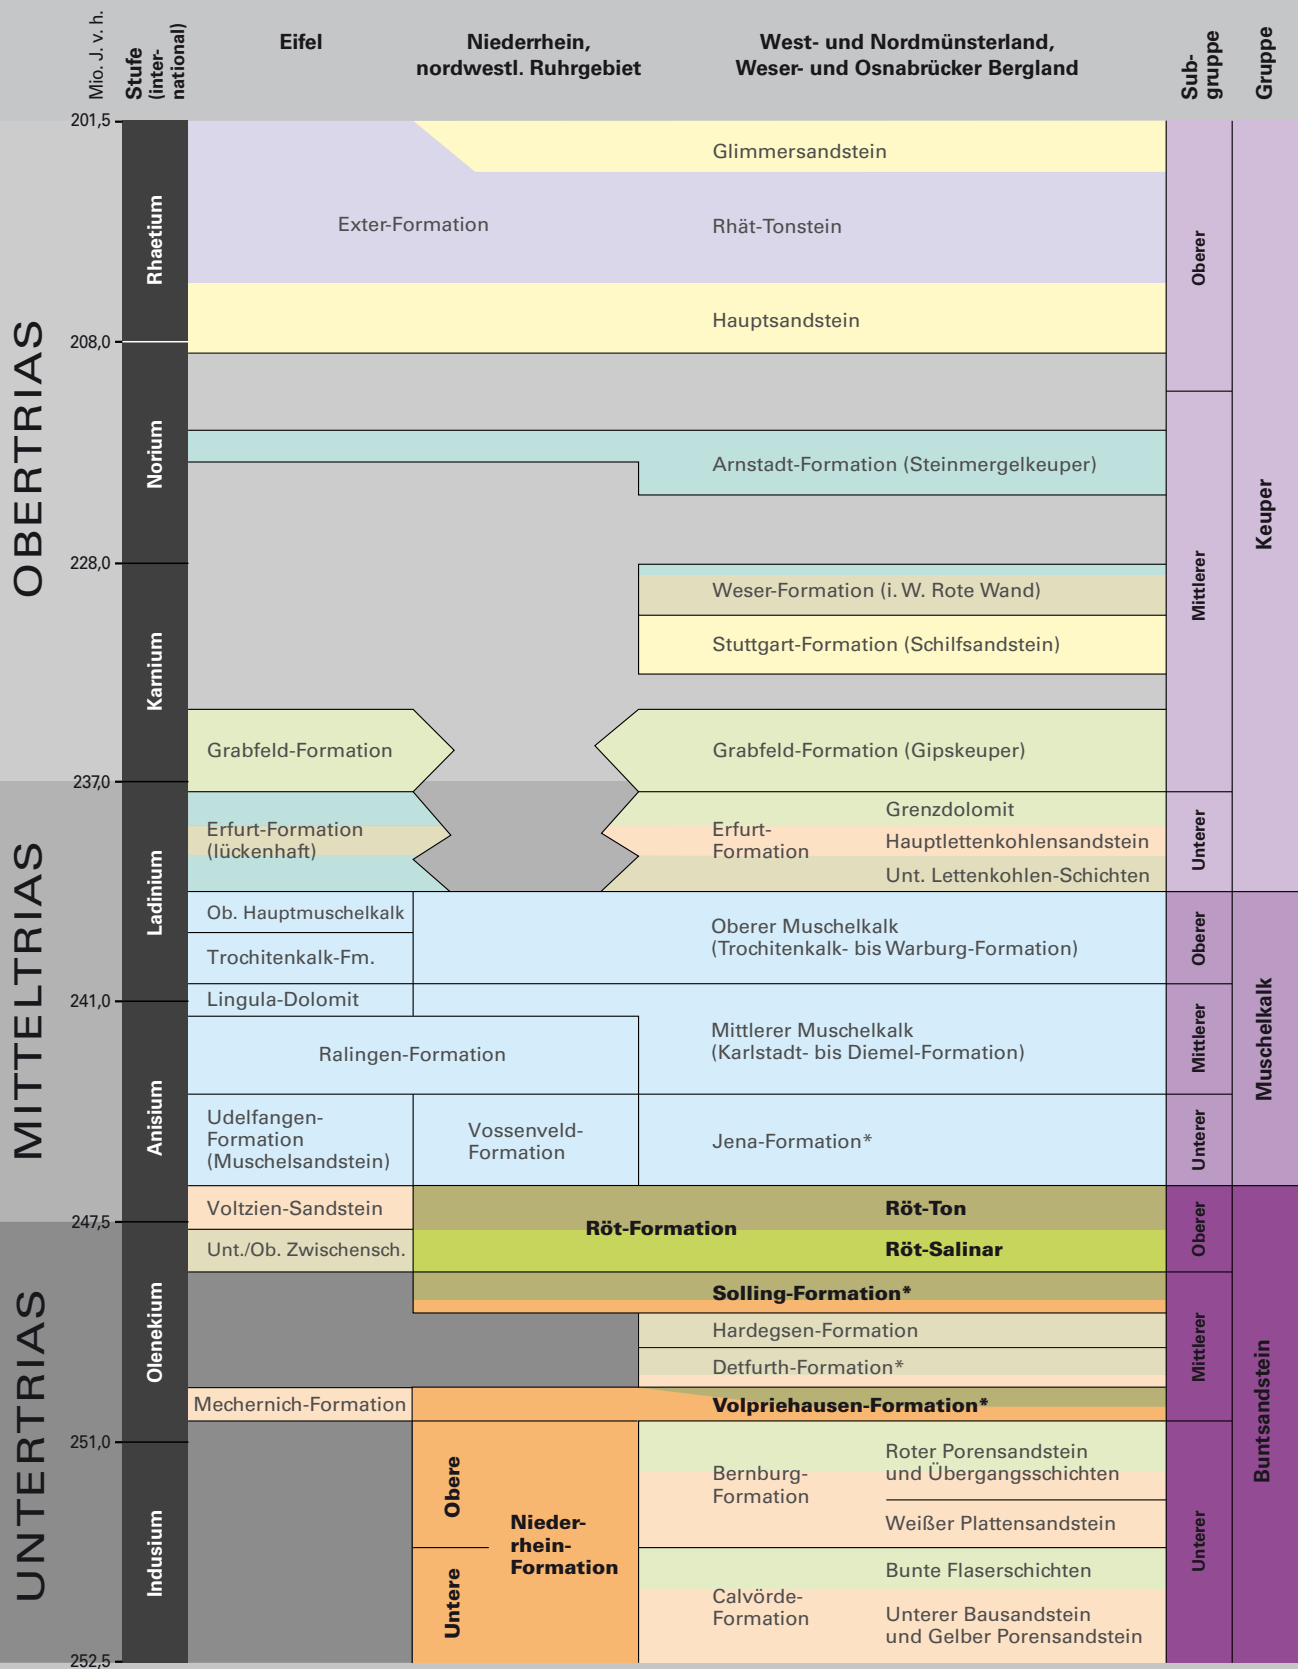 Mio. J. v. h.
Stufe
(inter-
national)
Eifel
Niederrhein,
nordwestl. Ruhrgebiet
West- und Nordmünsterland,
Weser- und Osnabrücker Bergland
Sub-
gruppe
Gruppe
201,5
208,0
228,0
237,0
241,0
247,5
251,0
252,5
OBERTRIAS
MITTELTRIAS
UNTERTRIAS
Rhaetium
Norium
Karnium
Ladinium
Anisium
Olenekium
Indusium
Glimmersandstein
Exter-Formation
Rhät-Tonstein
Hauptsandstein
Arnstadt-Formation (Steinmergelkeuper)
Weser-Formation (i. W. Rote Wand)
Stuttgart-Formation (Schilfsandstein)
Grabfeld-Formation
Grabfeld-Formation (Gipskeuper)
Erfurt-Formation
(lückenhaft)
Erfurt-
Formation
Grenzdolomit
Hauptlettenkohlensandstein
Unt. Lettenkohlen-Schichten
Ob. Hauptmuschelkalk
Trochitenkalk-Fm.
Oberer Muschelkalk
(Trochitenkalk- bis Warburg-Formation)
Lingula-Dolomit
Ralingen-Formation
Mittlerer Muschelkalk
(Karlstadt- bis Diemel-Formation)
Udelfangen-
Formation
(Muschelsandstein)
Vossenveld-
Formation
Jena-Formation*
Voltzien-Sandstein
Unt./Ob. Zwischensch.
Röt-Formation
Röt-Ton
Röt-Salinar
Solling-Formation*
Hardegsen-Formation
Detfurth-Formation*
Mechernich-Formation
Volpriehausen-Formation*
Obere
Untere
Nieder-
rhein-
Formation
Bernburg-
Formation
Roter Porensandstein
und Übergangsschichten
Weißer Plattensandstein
Calvörde-
Formation
Bunte Flaserschichten
Unterer Bausandstein
und Gelber Porensandstein
Oberer
Mittlerer
Unterer
Oberer
Mittlerer
Unterer
Oberer
Mittlerer
Unterer
Keuper
Muschelkalk
Buntsandstein